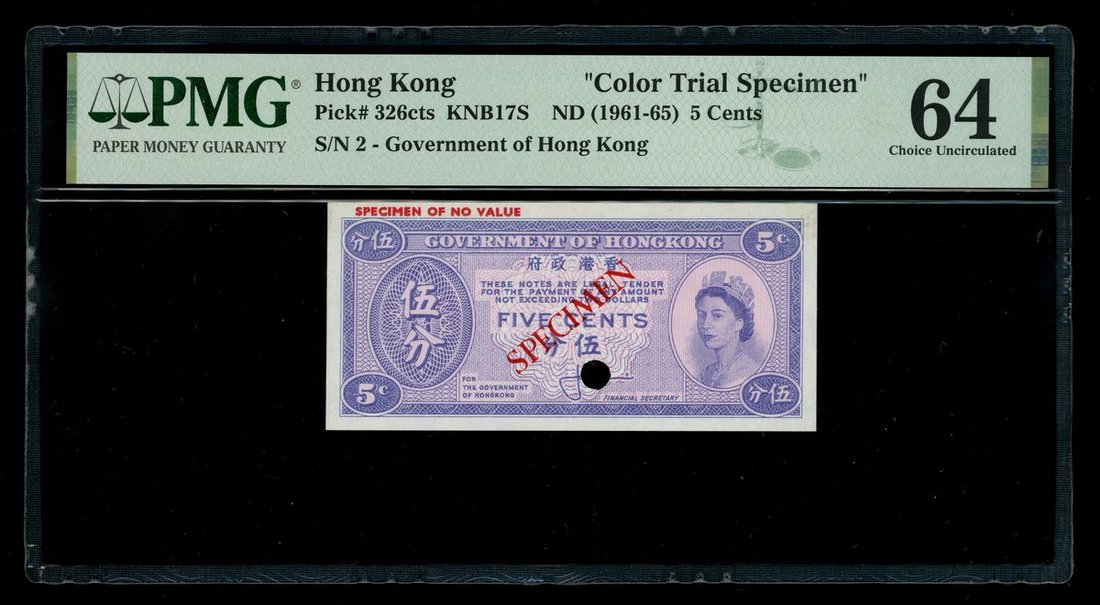 PMG®
PAPER MONEY GUARANTY
Hong Kong "Color Trial Specimen"
Pick# 326cts KNB17S ND (1961-65) 5 Cents
S/N 2 - Government of Hong Kong
64
Choice Uncirculated
SPECIMEN OF NO VALUE
分伍
GOVERNMENT OF HONGKONG
5¢
府政港香
THESE NOTES ARE LEGAL TENDER
FOR THE PAYMENT OF ANY AMOUNT
NOT EXCEEDING TWO DOLLARS
伍分
FIVE CENTS
分伍
SPECIMEN
5¢
FOR
THE GOVERNMENT
OF HONGKONG
FINANCIAL SECRETARY
分伍